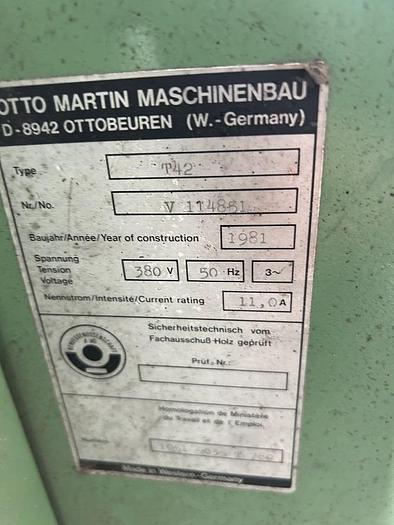 OTTO MARTIN MASCHINENBAU
D-8942 OTTOBEUREN (W.-Germany)
Type T42
Nr./No. V 114861
Baujahr/Année/Year of construction 1981
Spannung
Tension 380 V 50 Hz 3~
Voltage
Nennstrom/Intensité/Current rating 11,0 A
Sicherheitstechnisch vom
Fachausschuß-Holz geprüft
Prüf.-Nr.
Homologation de Ministère
du Travail et de l'Emploi
Made in Western-Germany